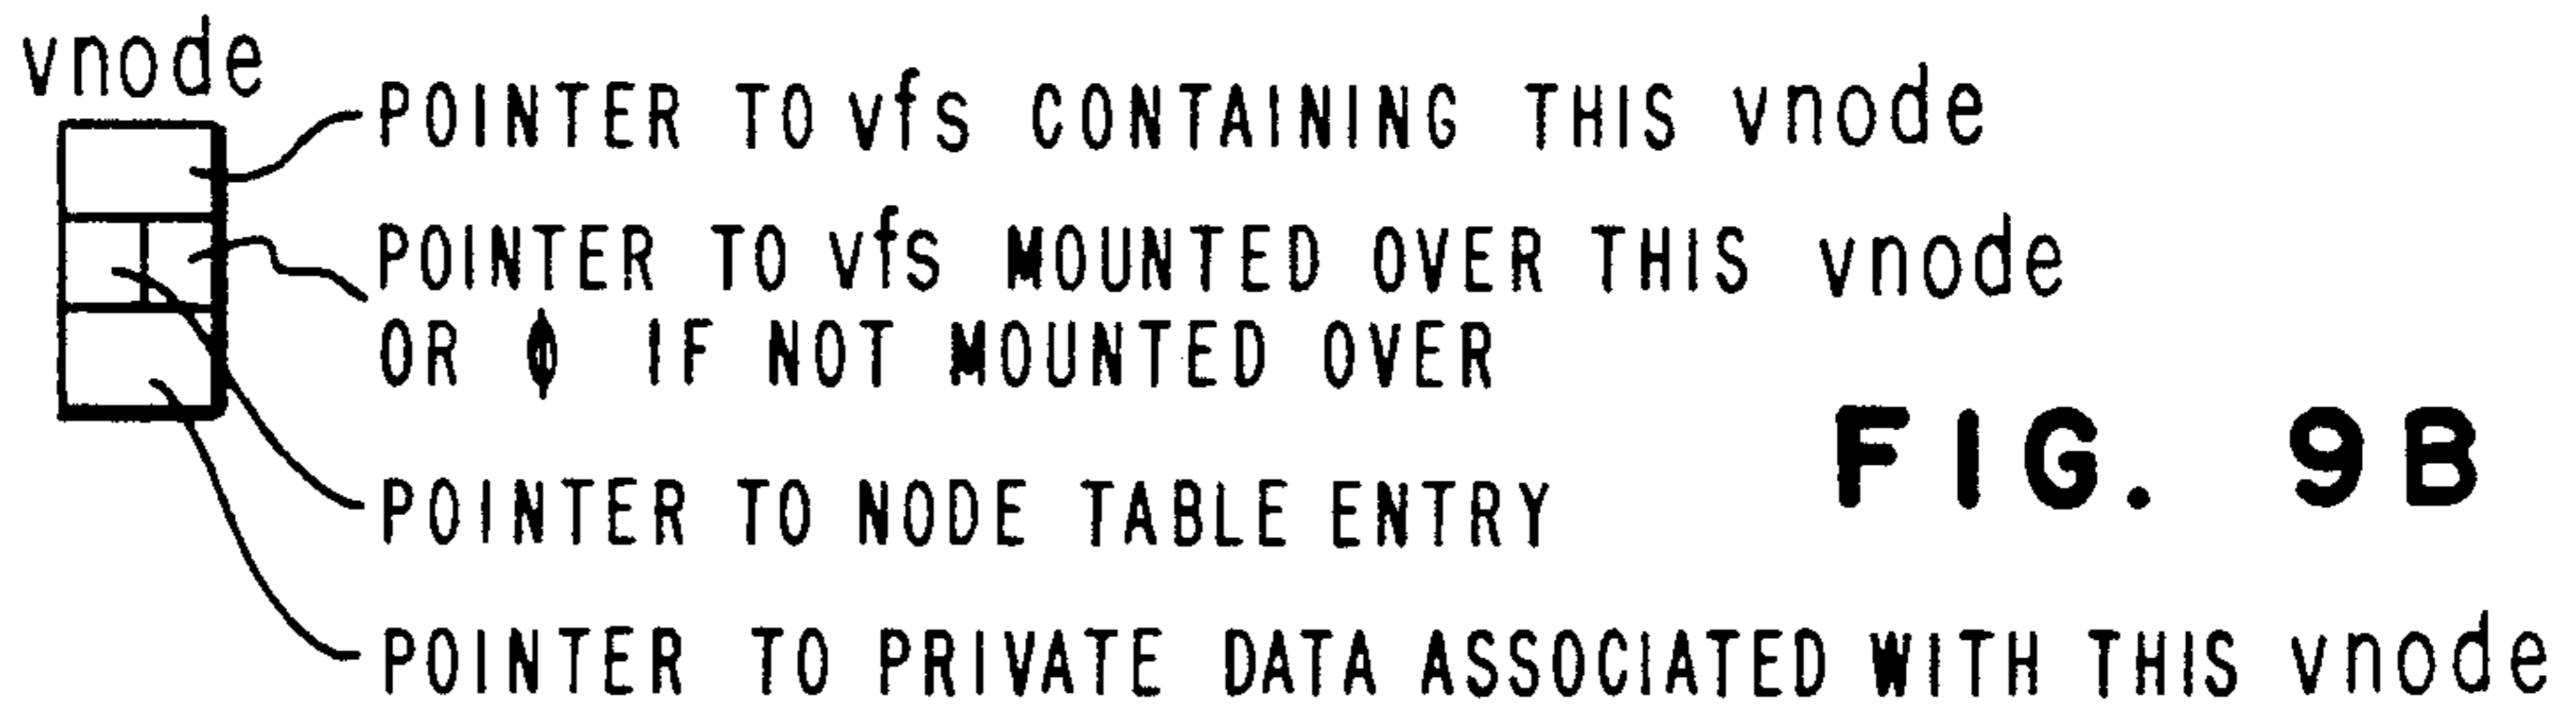 vnode
POINTER TO vfs CONTAINING THIS vnode
POINTER TO vfs MOUNTED OVER THIS vnode
OR ϕ IF NOT MOUNTED OVER
POINTER TO NODE TABLE ENTRY
POINTER TO PRIVATE DATA ASSOCIATED WITH THIS vnode
FIG. 9B